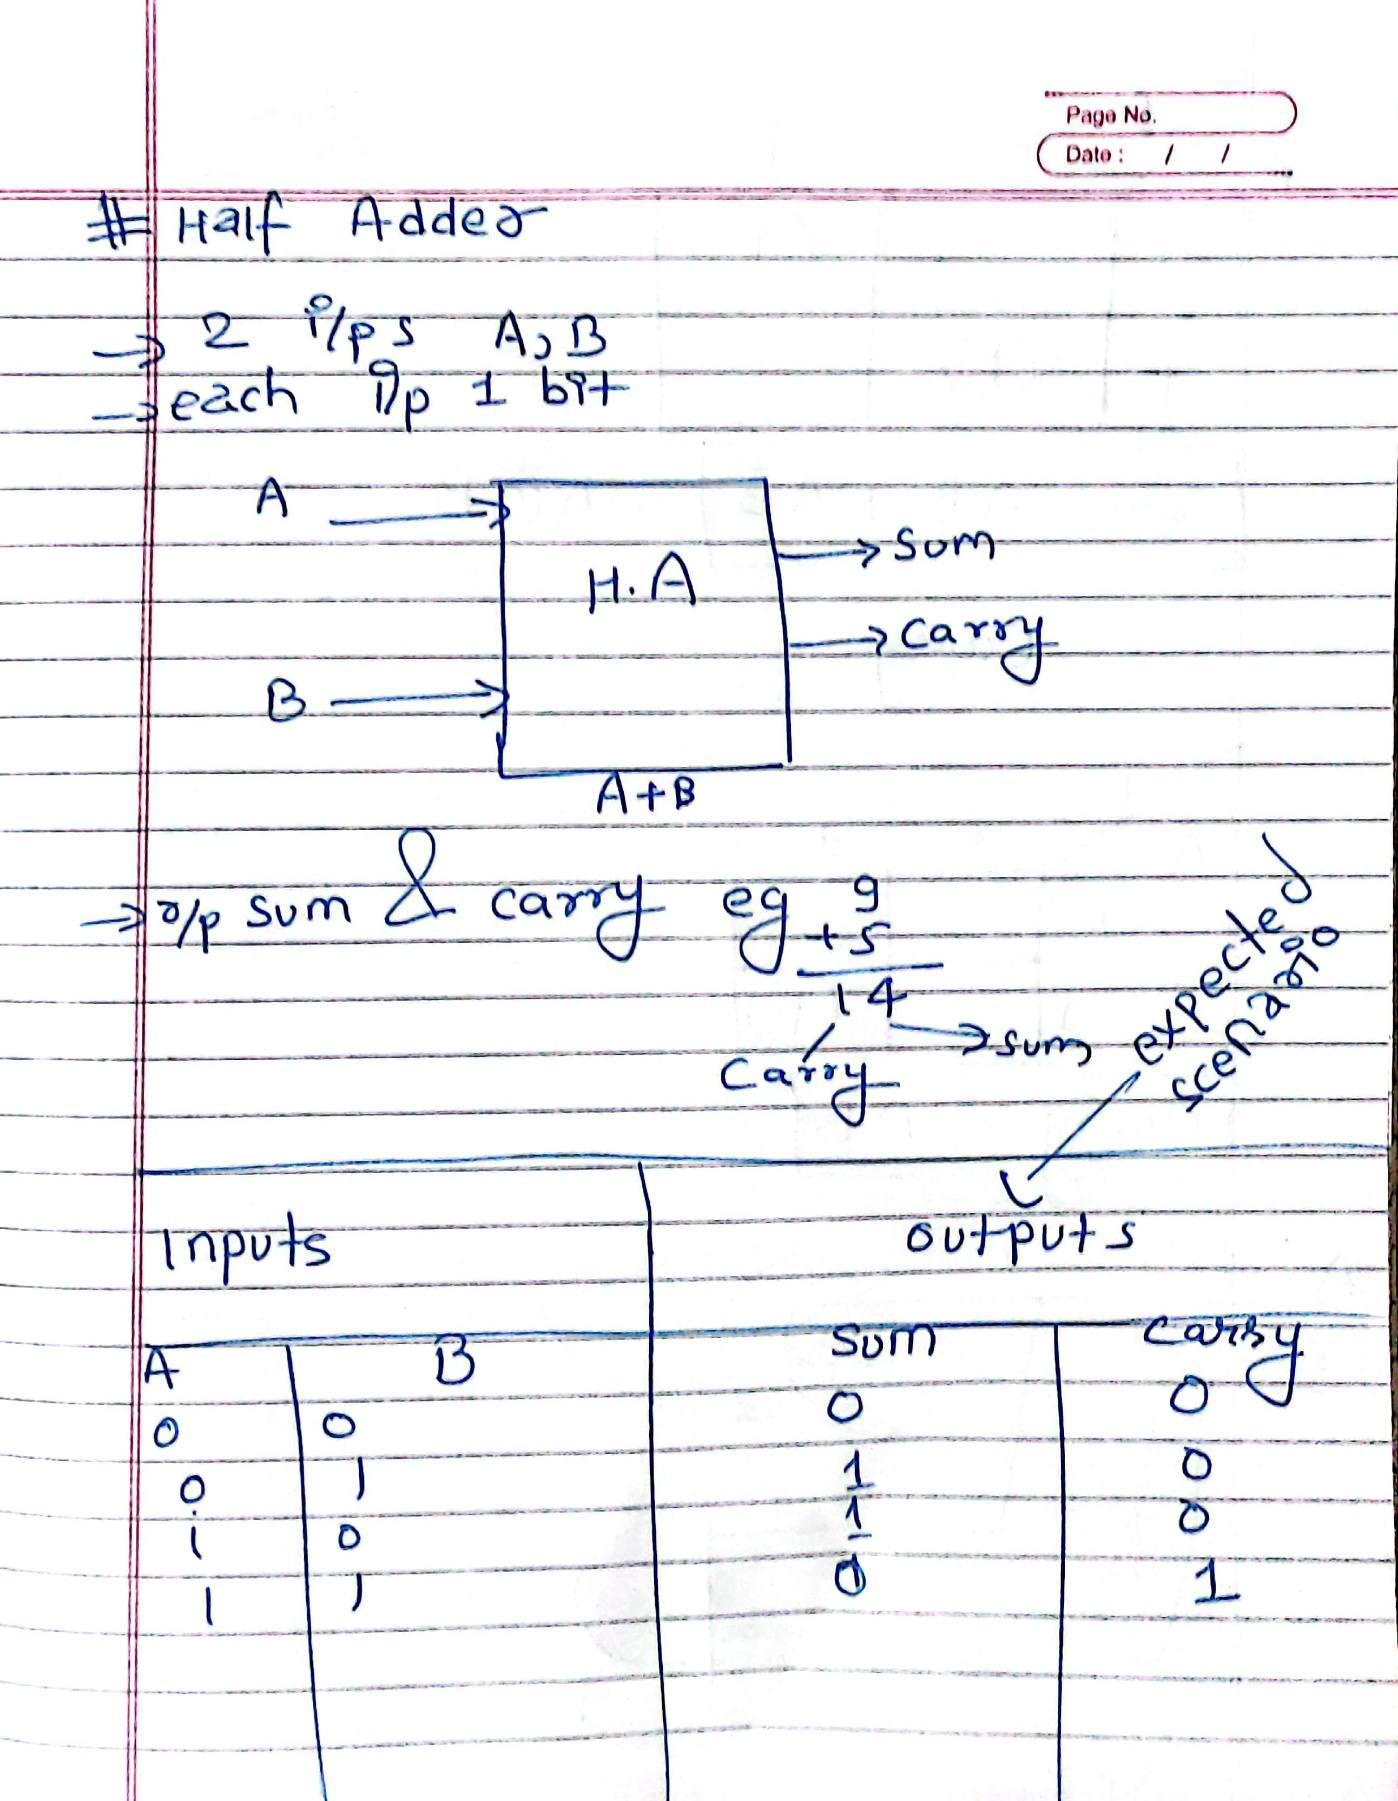 Page No.
Date: / /
# Half Adder
→ 2 i/ps A, B
→ each i/p 1 bit
A
H.A
→ Sum
→ Carry
B
A+B
→ o/p sum & carry eg 9
+ 5
14
Carry → sum
expected
scenario
Inputs outputs
A B Sum Carry
0 0 0 0
0 1 1 0
1 0 1 0
1 1 0 1